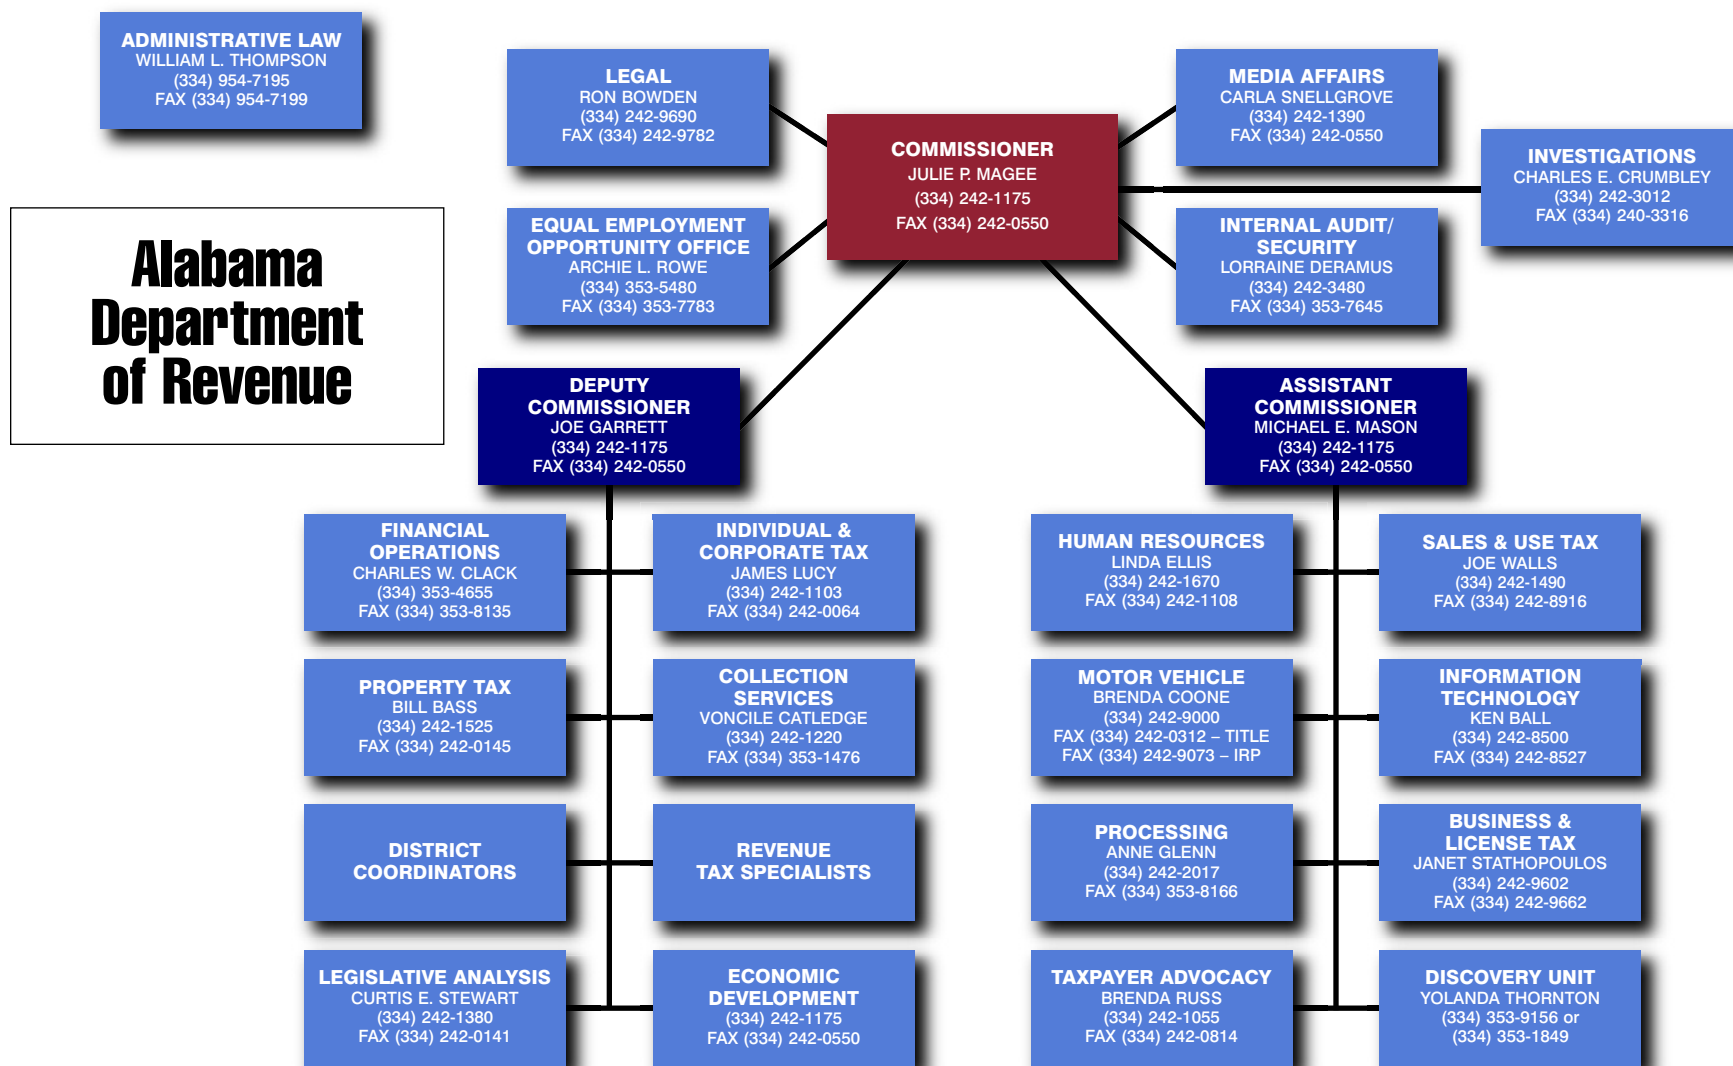 ADMINISTRATIVE LAW
WILLIAM L. THOMPSON
(334) 954-7195
FAX (334) 954-7199
Alabama
Department
of Revenue
LEGAL
RON BOWDEN
(334) 242-9690
FAX (334) 242-9782
MEDIA AFFAIRS
CARLA SNELLGROVE
(334) 242-1390
FAX (334) 242-0550
COMMISSIONER
JULIE P. MAGEE
(334) 242-1175
FAX (334) 242-0550
INVESTIGATIONS
CHARLES E. CRUMBLEY
(334) 242-3012
FAX (334) 240-3316
EQUAL EMPLOYMENT
OPPORTUNITY OFFICE
ARCHIE L. ROWE
(334) 353-5480
FAX (334) 353-7783
INTERNAL AUDIT/
SECURITY
LORRAINE DERAMUS
(334) 242-3480
FAX (334) 353-7645
DEPUTY
COMMISSIONER
JOE GARRETT
(334) 242-1175
FAX (334) 242-0550
ASSISTANT
COMMISSIONER
MICHAEL E. MASON
(334) 242-1175
FAX (334) 242-0550
FINANCIAL
OPERATIONS
CHARLES W. CLACK
(334) 353-4655
FAX (334) 353-8135
INDIVIDUAL &
CORPORATE TAX
JAMES LUCY
(334) 242-1103
FAX (334) 242-0064
HUMAN RESOURCES
LINDA ELLIS
(334) 242-1670
FAX (334) 242-1108
SALES & USE TAX
JOE WALLS
(334) 242-1490
FAX (334) 242-8916
PROPERTY TAX
BILL BASS
(334) 242-1525
FAX (334) 242-0145
COLLECTION
SERVICES
VONCILE CATLEDGE
(334) 242-1220
FAX (334) 353-1476
MOTOR VEHICLE
BRENDA COONE
(334) 242-9000
FAX (334) 242-0312 – TITLE
FAX (334) 242-9073 – IRP
INFORMATION
TECHNOLOGY
KEN BALL
(334) 242-8500
FAX (334) 242-8527
DISTRICT
COORDINATORS
REVENUE
TAX SPECIALISTS
PROCESSING
ANNE GLENN
(334) 242-2017
FAX (334) 353-8166
BUSINESS &
LICENSE TAX
JANET STATHOPOULOS
(334) 242-9602
FAX (334) 242-9662
LEGISLATIVE ANALYSIS
CURTIS E. STEWART
(334) 242-1380
FAX (334) 242-0141
ECONOMIC
DEVELOPMENT
(334) 242-1175
FAX (334) 242-0550
TAXPAYER ADVOCACY
BRENDA RUSS
(334) 242-1055
FAX (334) 242-0814
DISCOVERY UNIT
YOLANDA THORNTON
(334) 353-9156 or
(334) 353-1849